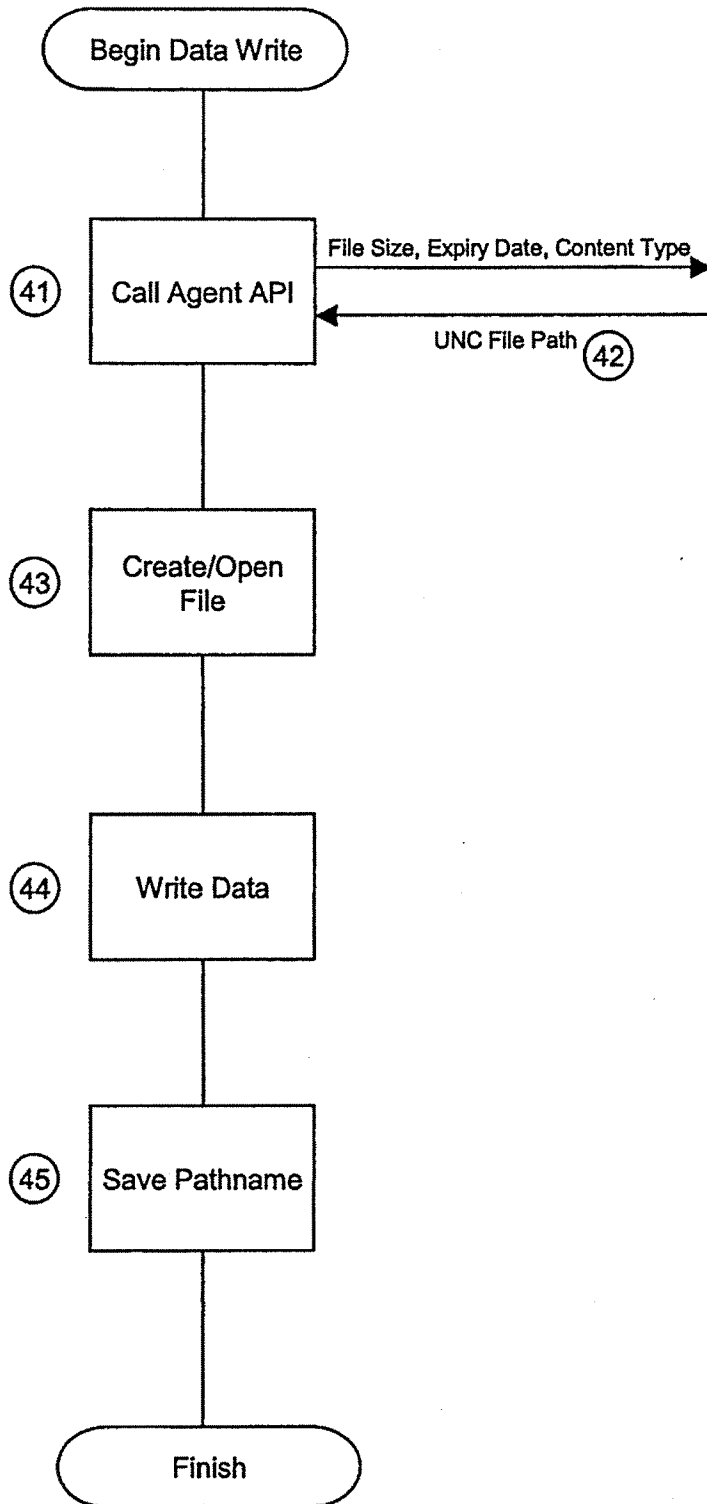 Begin Data Write
File Size, Expiry Date, Content Type
41
Call Agent API
UNC File Path
42
43
Create/Open
File
44
Write Data
45
Save Pathname
Finish